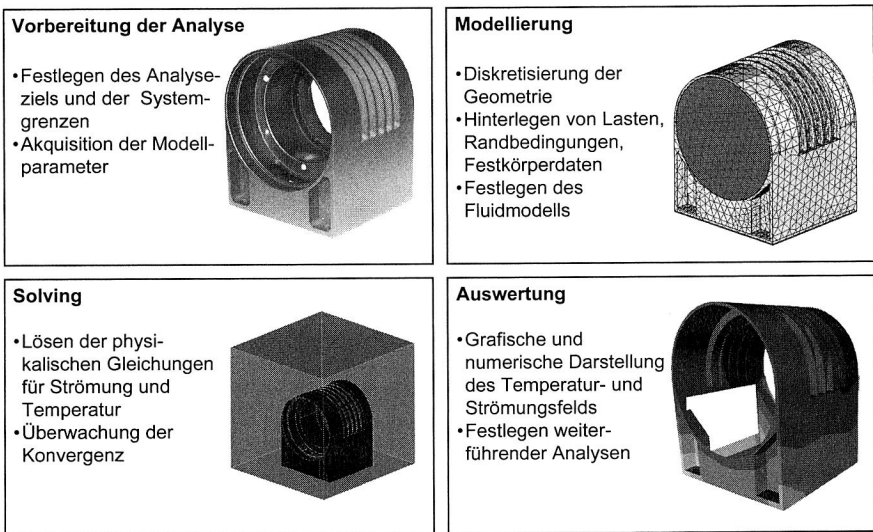 Vorbereitung der Analyse
•Festlegen des Analyse-
ziels und der System-
grenzen
•Akquisition der Modell-
parameter
Modellierung
•Diskretisierung der
Geometrie
•Hinterlegen von Lasten,
Randbedingungen,
Festkörperdaten
•Festlegen des
Fluidmodells
Solving
•Lösen der physi-
kalischen Gleichungen
für Strömung und
Temperatur
•Überwachung der
Konvergenz
Auswertung
•Grafische und
numerische Darstellung
des Temperatur- und
Strömungsfelds
•Festlegen weiter-
führender Analysen